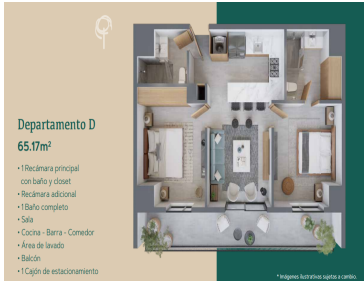 Departamento D
65.17m²
• 1 Recámara principal
con baño y closet
• Recámara adicional
• 1 Baño completo
• Sala
• Cocina - Barra - Comedor
• Área de lavado
• Balcón
• 1 Cajón de estacionamiento
* Imágenes ilustrativas sujetas a cambio.